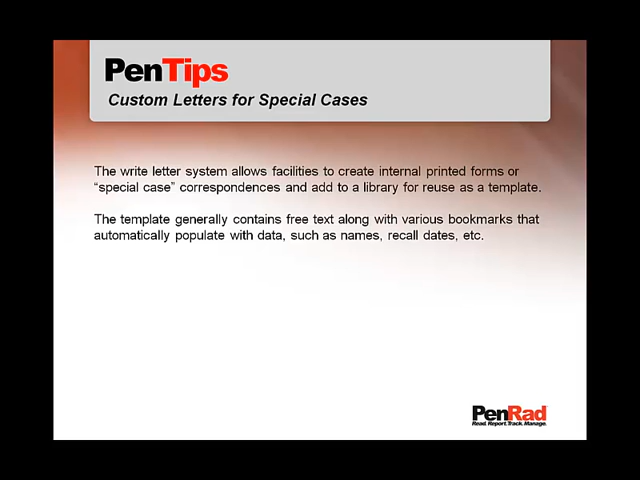 PenTips
Custom Letters for Special Cases
The write letter system allows facilities to create internal printed forms or
“special case” correspondences and add to a library for reuse as a template.
The template generally contains free text along with various bookmarks that
automatically populate with data, such as names, recall dates, etc.
PenRad
Read. Report. Track. Manage.